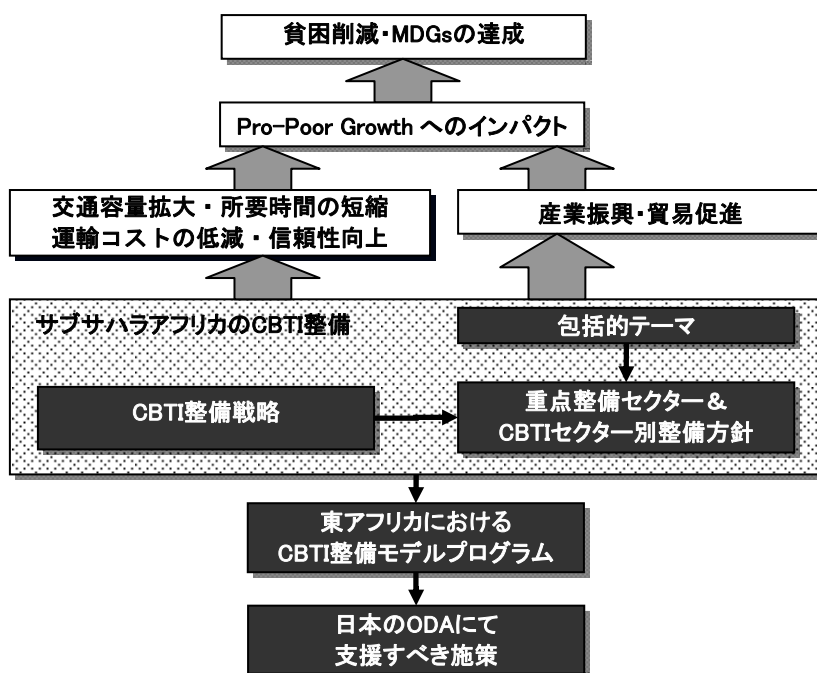 貧困削減・MDGsの達成
Pro-Poor Growth へのインパクト
交通容量拡大・所要時間の短縮
運輸コストの低減・信頼性向上
産業振興・貿易促進
サブサハラアフリカのCBTI整備
包括的テーマ
CBTI整備戦略
重点整備セクター＆
CBTIセクター別整備方針
東アフリカにおける
CBTI整備モデルプログラム
日本のODAにて
支援すべき施策